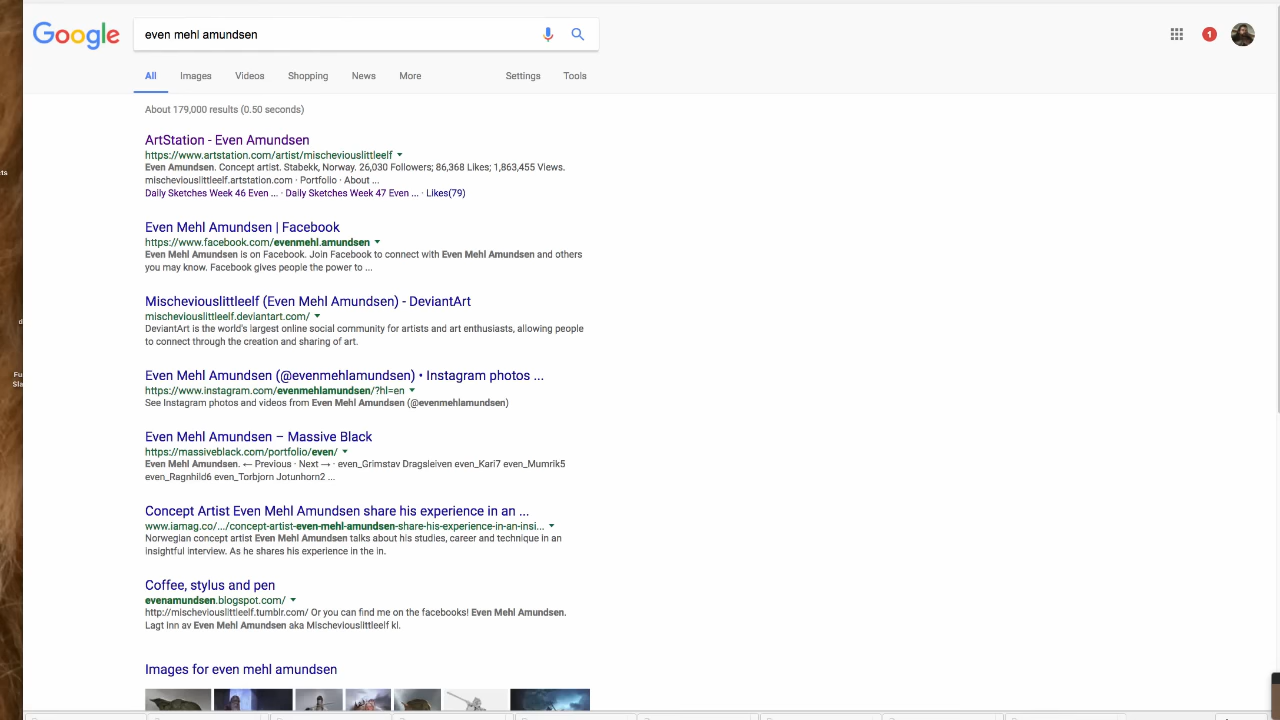 Google
even mehl amundsen
1
All Images Videos Shopping News More Settings Tools
About 179,000 results (0.50 seconds)
ArtStation - Even Amundsen
https://www.artstation.com/artist/mischeviouslittleelf
Even Amundsen. Concept artist. Stabekk, Norway. 26,030 Followers; 86,368 Likes; 1,863,455 Views.
mischeviouslittleelf.artstation.com · Portfolio · About ...
Daily Sketches Week 46 Even ... · Daily Sketches Week 47 Even ... · Likes(79)
Even Mehl Amundsen | Facebook
https://www.facebook.com/evenmehl.amundsen
Even Mehl Amundsen is on Facebook. Join Facebook to connect with Even Mehl Amundsen and others
you may know. Facebook gives people the power to ...
Mischeviouslittleelf (Even Mehl Amundsen) - DeviantArt
mischeviouslittleelf.deviantart.com/
DeviantArt is the world's largest online social community for artists and art enthusiasts, allowing people
to connect through the creation and sharing of art.
Even Mehl Amundsen (@evenmehlamundsen) • Instagram photos ...
https://www.instagram.com/evenmehlamundsen/?hl=en
See Instagram photos and videos from Even Mehl Amundsen (@evenmehlamundsen)
Even Mehl Amundsen – Massive Black
https://massiveblack.com/portfolio/even/
Even Mehl Amundsen. ← Previous · Next → · even_Grimstav Dragsleiven even_Kari7 even_Mumrik5
even_Ragnhild6 even_Torbjorn Jotunhorn2 ...
Concept Artist Even Mehl Amundsen share his experience in an ...
www.iamag.co/.../concept-artist-even-mehl-amundsen-share-his-experience-in-an-insi...
Norwegian concept artist Even Mehl Amundsen talks about his studies, career and technique in an
insightful interview. As he shares his experience in the in.
Coffee, stylus and pen
evenamundsen.blogspot.com/
http://mischeviouslittleelf.tumblr.com/ Or you can find me on the facebooks! Even Mehl Amundsen.
Lagt inn av Even Mehl Amundsen aka Mischeviouslittleelf kl.
Images for even mehl amundsen